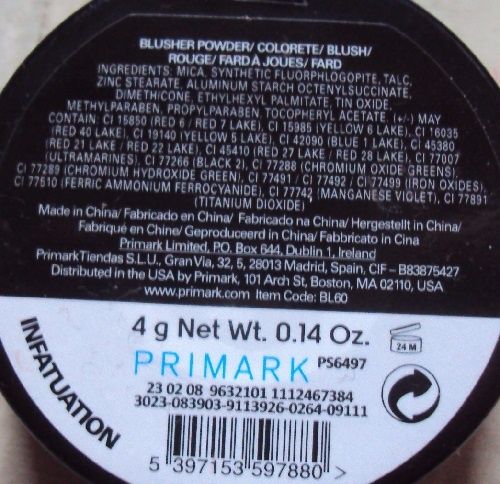 BLUSHER POWDER/ COLORETE/ BLUSH/
ROUGE/ FARD À JOUES/ FARD
INGREDIENTS: MICA, SYNTHETIC FLUORPHLOGOPITE, TALC,
ZINC STEARATE, ALUMINUM STARCH OCTENYLSUCCINATE,
DIMETHICONE, ETHYLHEXYL PALMITATE, TIN OXIDE,
METHYLPARABEN, PROPYLPARABEN, TOCOPHERYL ACETATE, (+/-) MAY
CONTAIN: CI 15850 (RED 6 / RED 7 LAKE), CI 15985 (YELLOW 6 LAKE), CI 16035
(RED 40 LAKE), CI 19140 (YELLOW 5 LAKE), CI 42090 (BLUE 1 LAKE), CI 45380
(RED 21 LAKE / RED 22 LAKE), CI 45410 (RED 27 LAKE / RED 28 LAKE), CI 77007
(ULTRAMARINES), CI 77266 (BLACK 2), CI 77288 (CHROMIUM OXIDE GREENS),
CI 77289 (CHROMIUM HYDROXIDE GREEN), CI 77491 / CI 77492 / CI 77499 (IRON OXIDES),
CI 77510 (FERRIC AMMONIUM FERROCYANIDE), CI 77742 (MANGANESE VIOLET), CI 77891
(TITANIUM DIOXIDE)
Made in China/ Fabricado en China/ Fabricado na China/ Hergestellt in China/
Fabriqué en Chine/ Geproduceerd in China/ Fabbricato in Cina
Primark Limited, P.O. Box 644, Dublin 1, Ireland
PrimarkTiendas S.L.U., Gran Via, 32, 5, 28013 Madrid, Spain, CIF – B83875427
Distributed in the USA by Primark, 101 Arch St, Boston, MA 02110, USA
www.primark.com Item Code: BL60
4 g Net Wt. 0.14 Oz.
24 M
PRIMARK PS6497
INFATUATION
23 02 08 9632101 1112467384
3023-083903-9113926-0264-09111
5 397153 597880 >